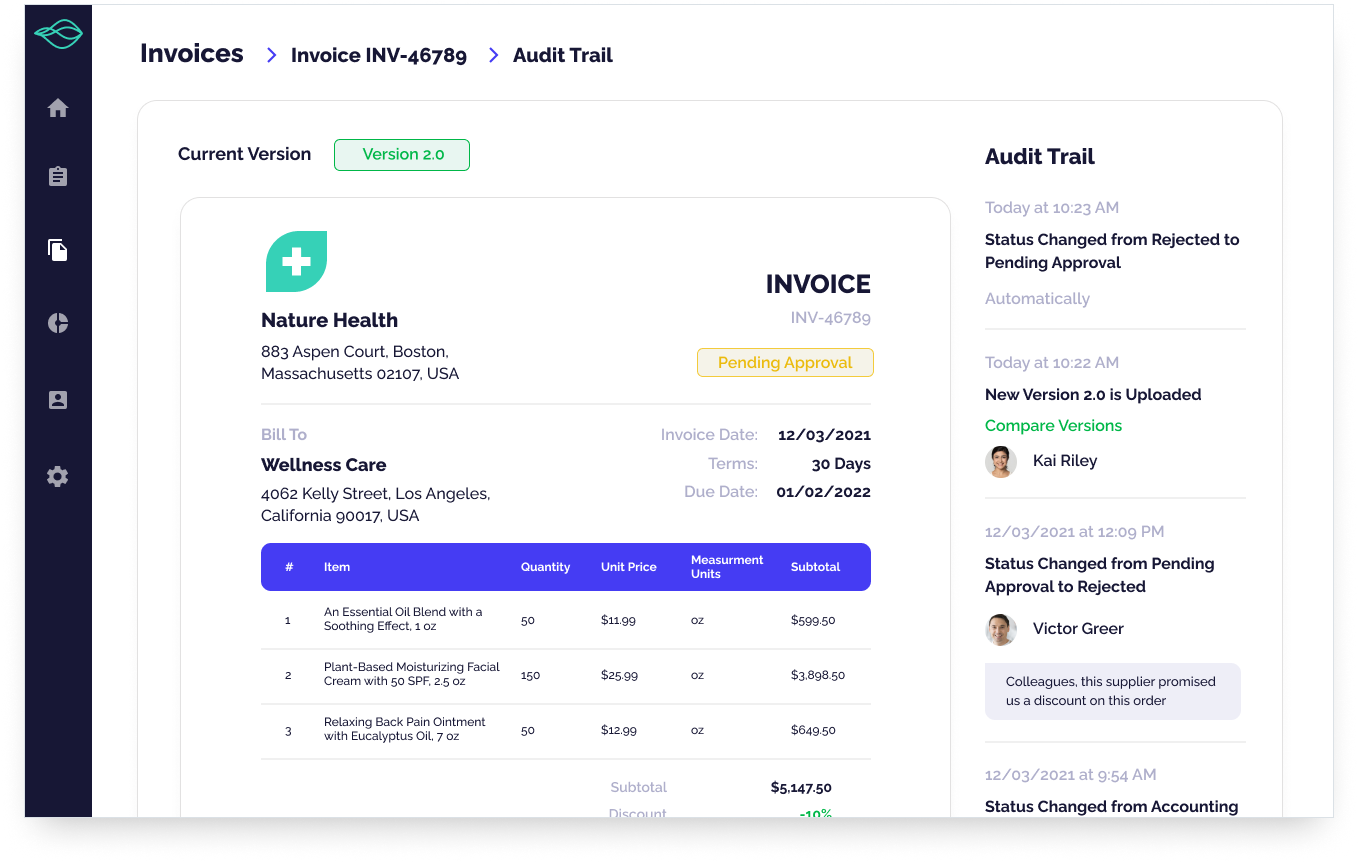 Invoices > Invoice INV-46789 > Audit Trail
Current Version Version 2.0
Nature Health
883 Aspen Court, Boston,
Massachusetts 02107, USA
INVOICE
INV-46789
Pending Approval
Bill To
Wellness Care
4062 Kelly Street, Los Angeles,
California 90017, USA
Invoice Date: 12/03/2021
Terms: 30 Days
Due Date: 01/02/2022
# Item Quantity Unit Price Measurment Units Subtotal
1 An Essential Oil Blend with a Soothing Effect, 1 oz 50 $11.99 oz $599.50
2 Plant-Based Moisturizing Facial Cream with 50 SPF, 2.5 oz 150 $25.99 oz $3,898.50
3 Relaxing Back Pain Ointment with Eucalyptus Oil, 7 oz 50 $12.99 oz $649.50
Subtotal $5,147.50
Discount -10%
Audit Trail
Today at 10:23 AM
Status Changed from Rejected to
Pending Approval
Automatically
Today at 10:22 AM
New Version 2.0 is Uploaded
Compare Versions
Kai Riley
12/03/2021 at 12:09 PM
Status Changed from Pending
Approval to Rejected
Victor Greer
Colleagues, this supplier promised
us a discount on this order
12/03/2021 at 9:54 AM
Status Changed from Accounting